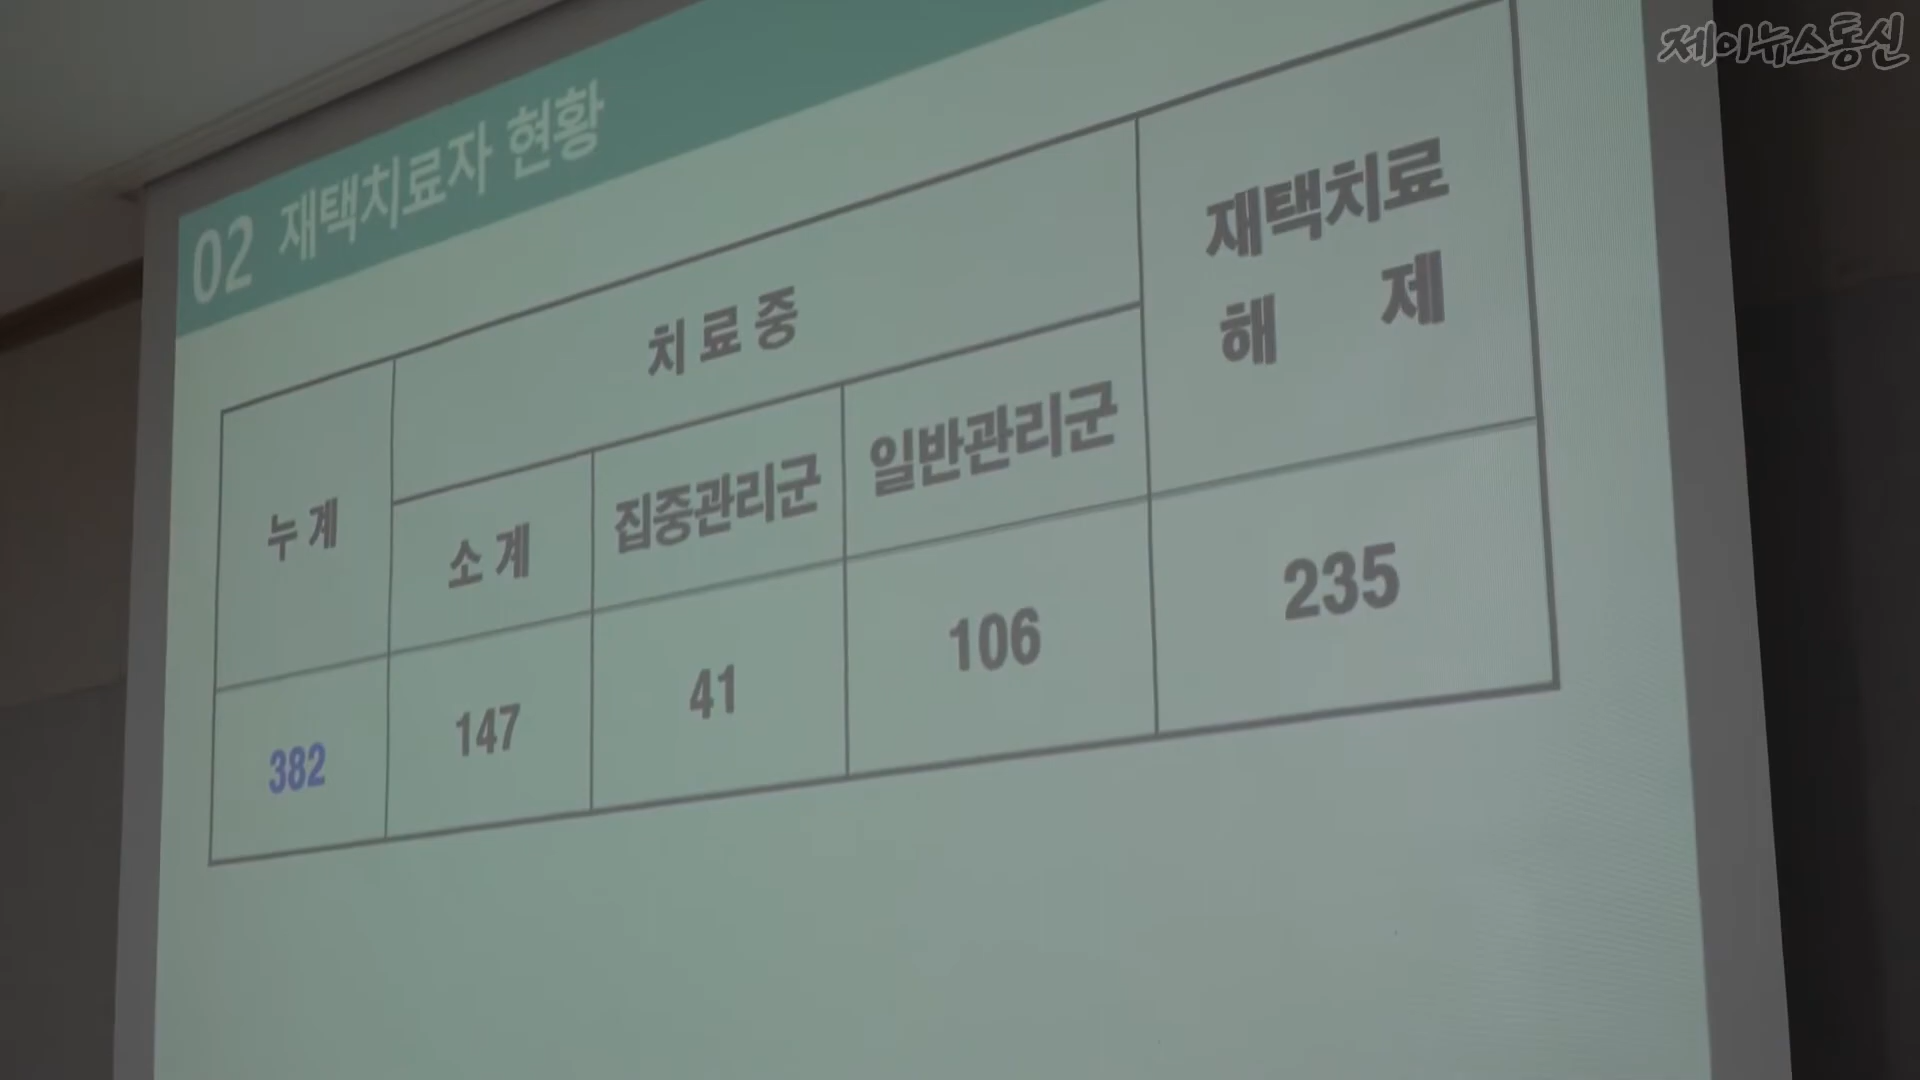 제이뉴스통신
02 재택치료자 현황
누 계
치 료 중
재택치료
해 제
소 계
집중관리군
일반관리군
382
147
41
106
235